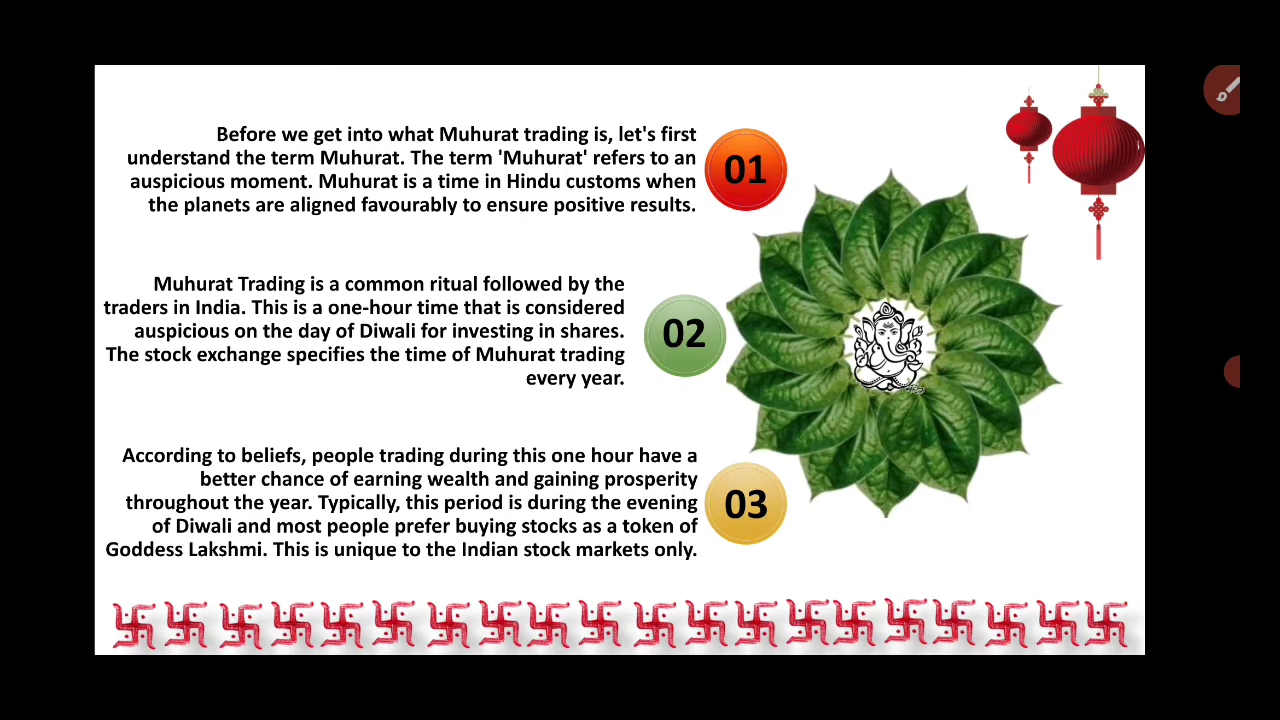 Before we get into what Muhurat trading is, let's first
understand the term Muhurat. The term 'Muhurat' refers to an
auspicious moment. Muhurat is a time in Hindu customs when
the planets are aligned favourably to ensure positive results.
01
Muhurat Trading is a common ritual followed by the
traders in India. This is a one-hour time that is considered
auspicious on the day of Diwali for investing in shares.
The stock exchange specifies the time of Muhurat trading
every year.
02
According to beliefs, people trading during this one hour have a
better chance of earning wealth and gaining prosperity
throughout the year. Typically, this period is during the evening
of Diwali and most people prefer buying stocks as a token of
Goddess Lakshmi. This is unique to the Indian stock markets only.
03